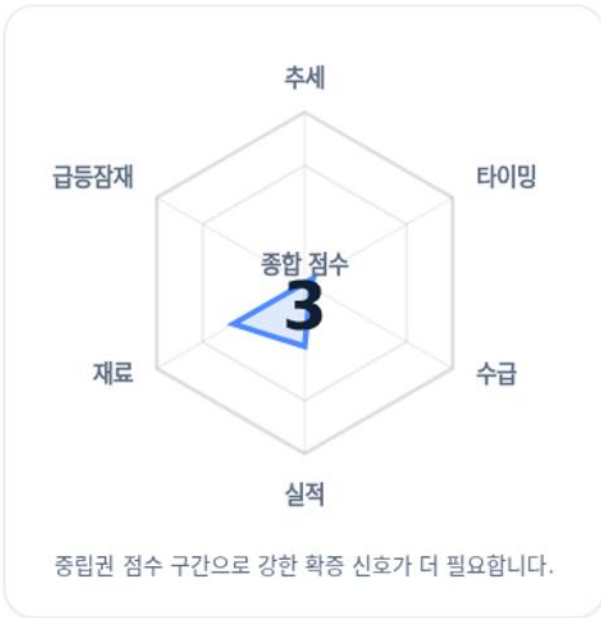 추세
급등잠재
타이밍
종합 점수
3
재료
수급
실적
중립권 점수 구간으로 강한 확증 신호가 더 필요합니다.